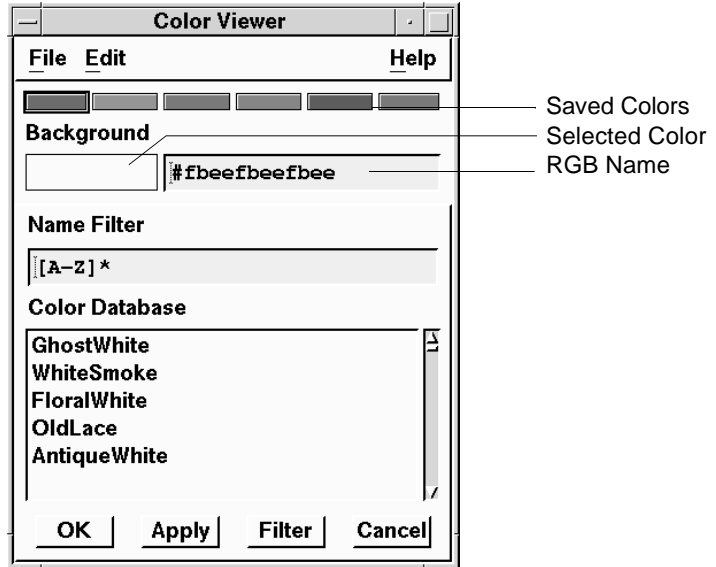 Color Viewer
File Edit Help
Saved Colors
Background
Selected Color
#fbeefbeefbee
RGB Name
Name Filter
[A-Z]*
Color Database
GhostWhite
WhiteSmoke
FloralWhite
OldLace
AntiqueWhite
OK Apply Filter Cancel